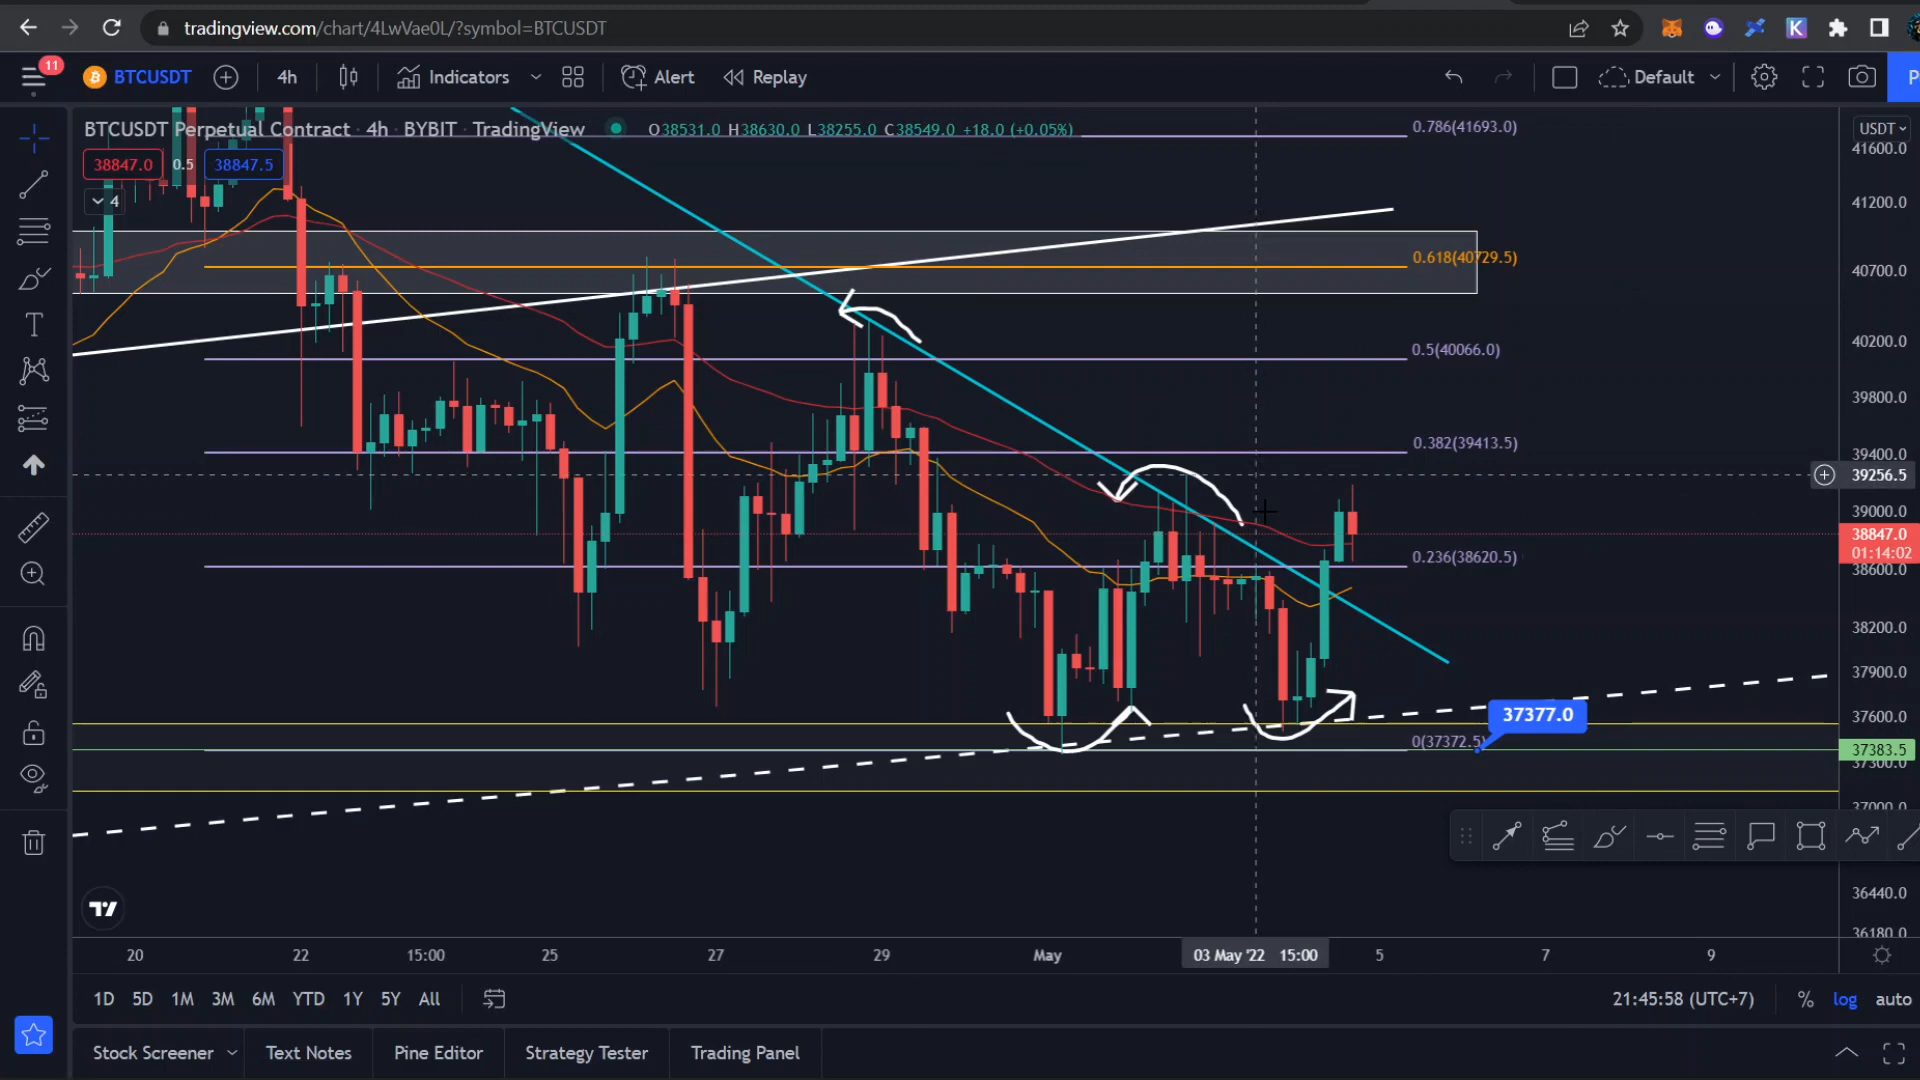 tradingview.com/chart/4LwVae0L/?symbol=BTCUSDT
K
11
BTCUSDT
4h
Indicators
Alert
Replay
Default
BTCUSDT Perpetual Contract · 4h · BYBIT · TradingView
O38531.0 H38630.0 L38255.0 C38549.0 +18.0 (+0.05%)
38847.0
0.5
38847.5
4
0.786(41693.0)
0.618(40729.5)
0.5(40066.0)
0.382(39413.5)
0.236(38620.5)
37377.0
0(37372.5)
USDT
41600.0
41200.0
40700.0
40200.0
39800.0
39400.0
39256.5
39000.0
38847.0
01:14:02
38600.0
38200.0
37900.0
37600.0
37383.5
37300.0
37000.0
36440.0
36180.0
20
22
15:00
25
27
29
May
03 May '22 15:00
5
7
9
1D
5D
1M
3M
6M
YTD
1Y
5Y
All
21:45:58 (UTC+7)
%
log
auto
Stock Screener
Text Notes
Pine Editor
Strategy Tester
Trading Panel